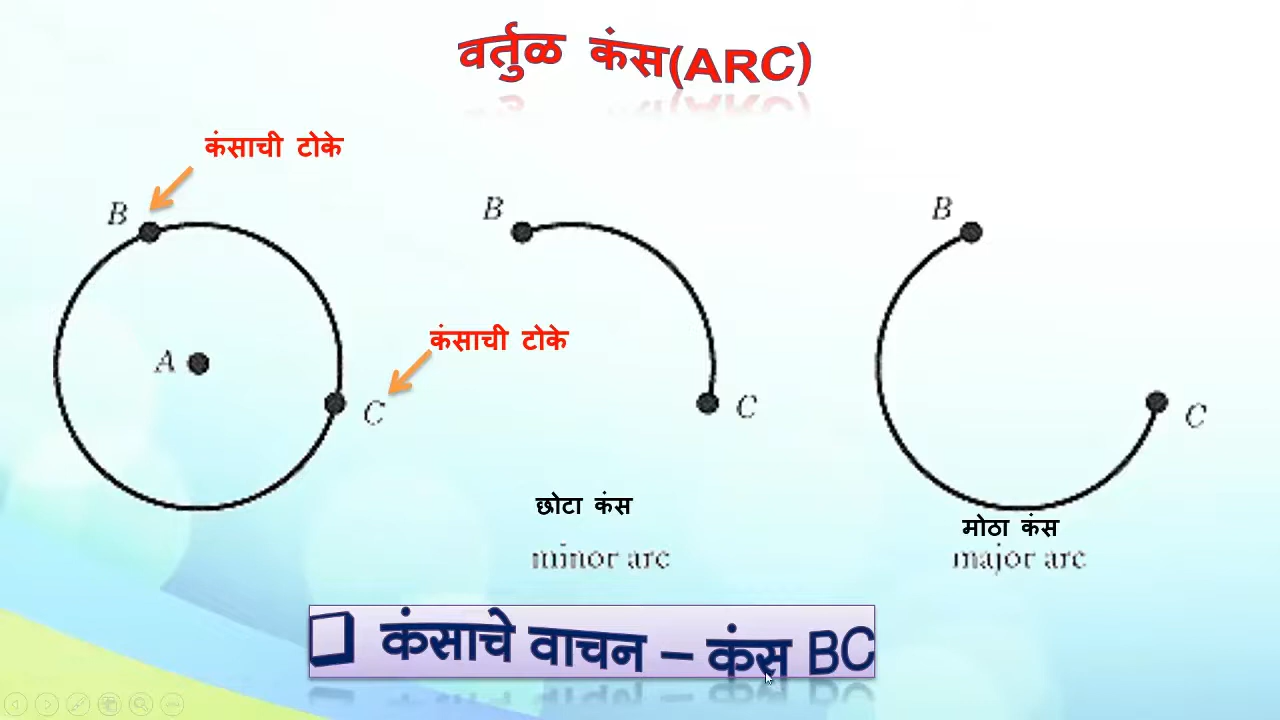 वर्तुळ कंस(ARC)
कंसाची टोके
B
B
B
कंसाची टोके
A
C
C
C
छोटा कंस
मोठा कंस
minor arc
major arc
कंसाचे वाचन – कंस BC